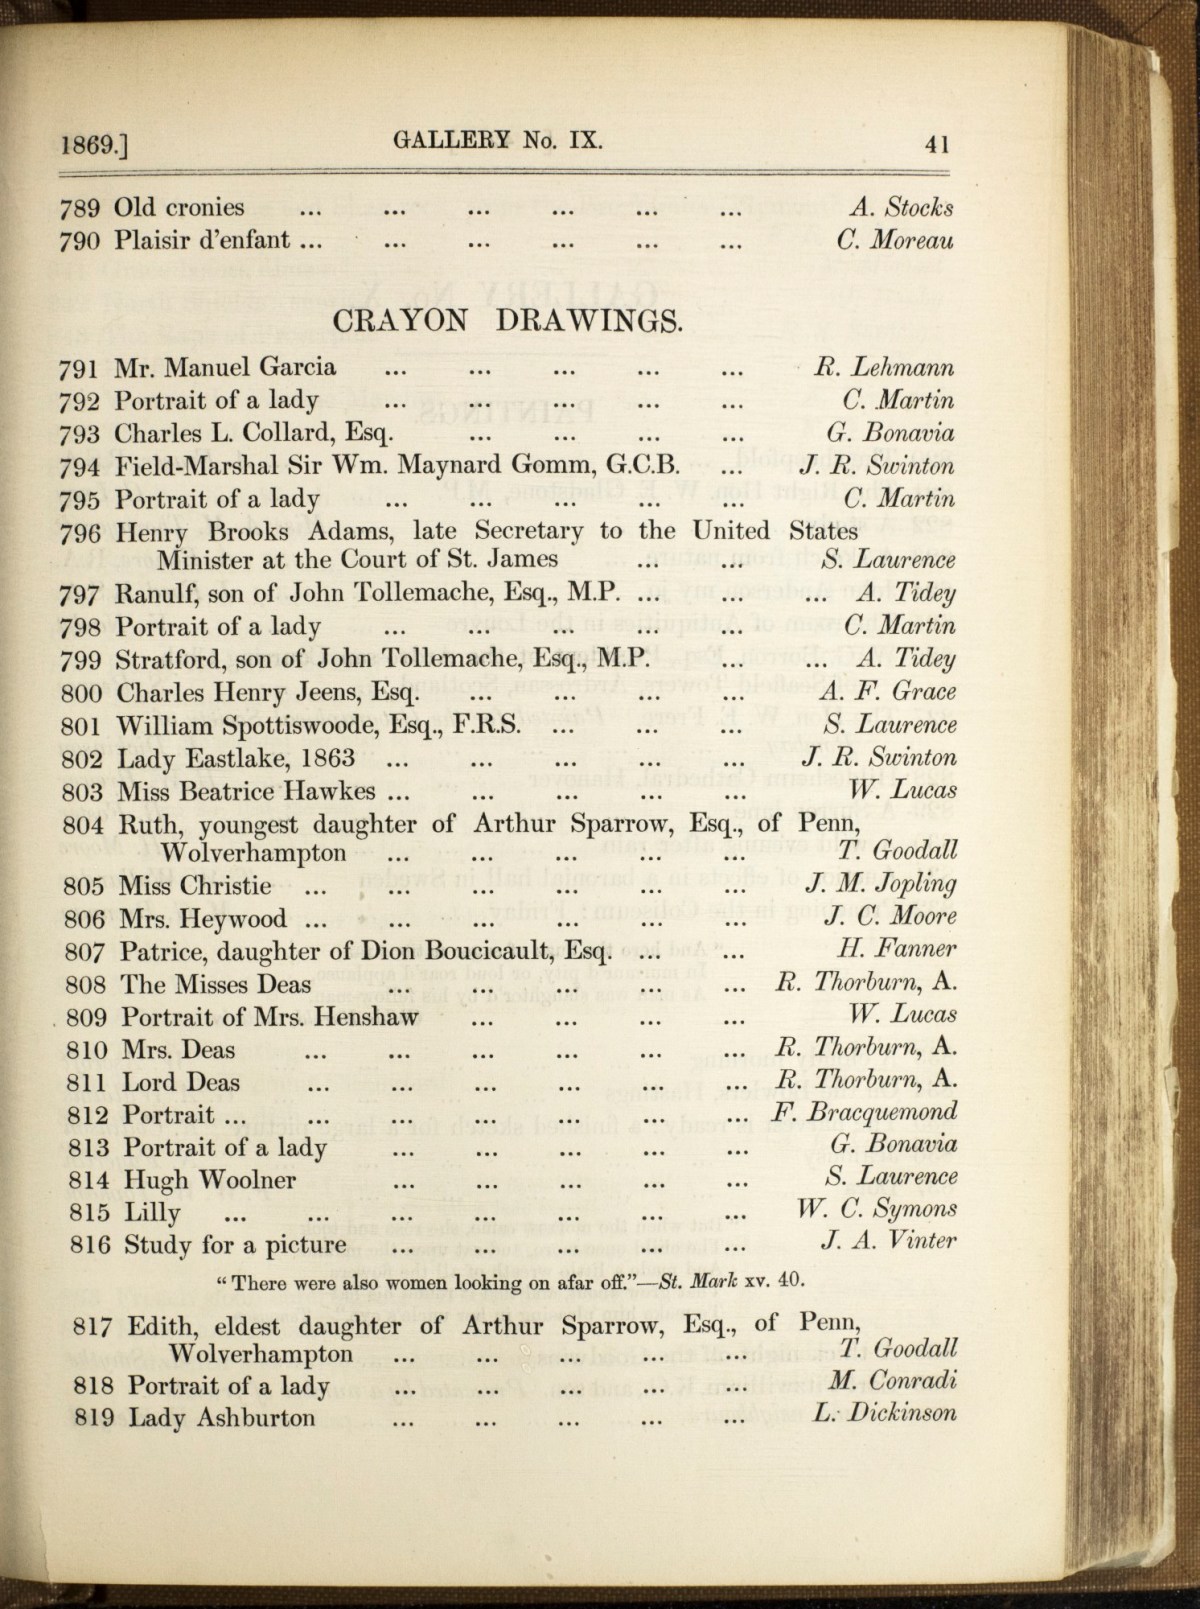 1869.] GALLERY No. IX. 41
789 Old cronies ... ... ... ... ... ... A. Stocks
790 Plaisir d'enfant ... ... ... ... ... ... C. Moreau
CRAYON DRAWINGS.
791 Mr. Manuel Garcia ... ... ... ... ... R. Lehmann
792 Portrait of a lady ... ... ... ... ... C. Martin
793 Charles L. Collard, Esq. ... ... ... ... G. Bonavia
794 Field-Marshal Sir Wm. Maynard Gomm, G.C.B. ... J. R. Swinton
795 Portrait of a lady ... ... ... ... ... C. Martin
796 Henry Brooks Adams, late Secretary to the United States
Minister at the Court of St. James ... ... S. Laurence
797 Ranulf, son of John Tollemache, Esq., M.P. ... ... ... A. Tidey
798 Portrait of a lady ... ... ... ... ... C. Martin
799 Stratford, son of John Tollemache, Esq., M.P. ... ... A. Tidey
800 Charles Henry Jeens, Esq. ... ... ... ... A. F. Grace
801 William Spottiswoode, Esq., F.R.S. ... ... ... S. Laurence
802 Lady Eastlake, 1863 ... ... ... ... ... J. R. Swinton
803 Miss Beatrice Hawkes ... ... ... ... ... W. Lucas
804 Ruth, youngest daughter of Arthur Sparrow, Esq., of Penn,
Wolverhampton ... ... ... ... ... T. Goodall
805 Miss Christie ... ... ... ... ... ... J. M. Jopling
806 Mrs. Heywood ... ... ... ... ... ... J. C. Moore
807 Patrice, daughter of Dion Boucicault, Esq. ... ... H. Fanner
808 The Misses Deas ... ... ... ... ... R. Thorburn, A.
809 Portrait of Mrs. Henshaw ... ... ... ... W. Lucas
810 Mrs. Deas ... ... ... ... ... ... R. Thorburn, A.
811 Lord Deas ... ... ... ... ... ... R. Thorburn, A.
812 Portrait ... ... ... ... ... ... ... F. Bracquemond
813 Portrait of a lady ... ... ... ... ... G. Bonavia
814 Hugh Woolner ... ... ... ... ... S. Laurence
815 Lilly ... ... ... ... ... ... ... W. C. Symons
816 Study for a picture ... ... ... ... ... J. A. Vinter
“There were also women looking on afar off.”—St. Mark xv. 40.
817 Edith, eldest daughter of Arthur Sparrow, Esq., of Penn,
Wolverhampton ... ... ... ... ... T. Goodall
818 Portrait of a lady ... ... ... ... ... M. Conradi
819 Lady Ashburton ... ... ... ... ... L. Dickinson